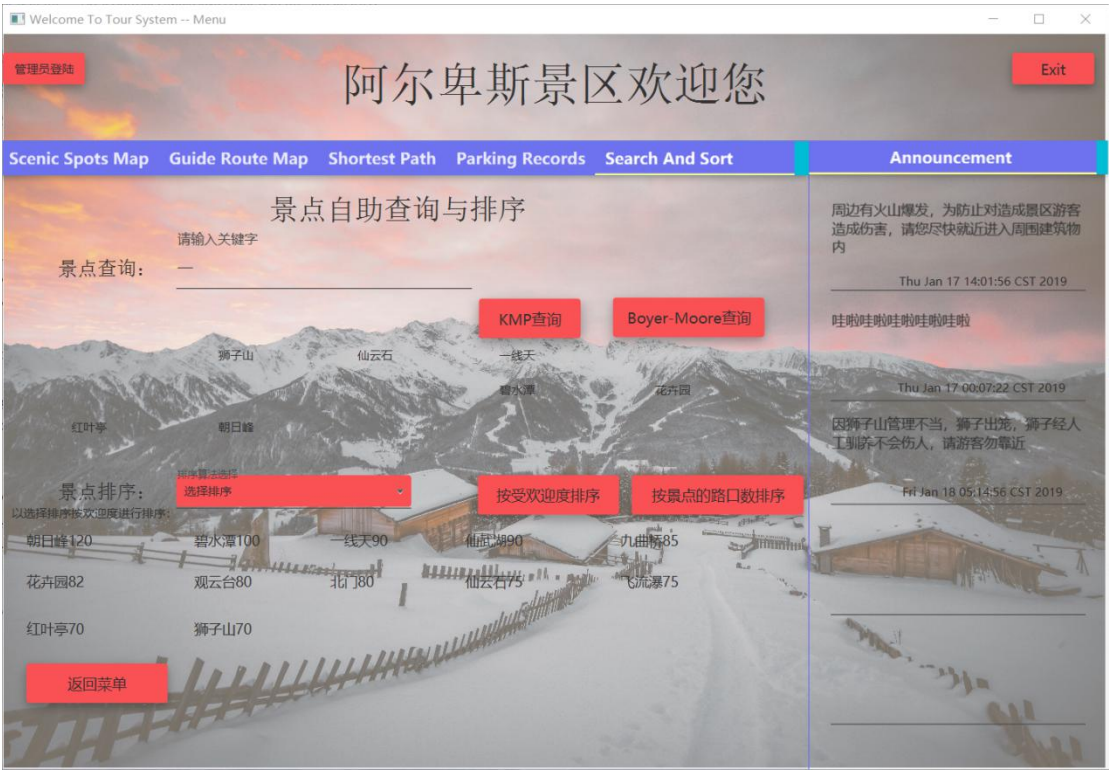 Welcome To Tour System -- Menu
管理员登陆
阿尔卑斯景区欢迎您
Exit
Scenic Spots Map Guide Route Map Shortest Path Parking Records Search And Sort
Announcement
景点自助查询与排序
请输入关键字
景点查询：
一
KMP查询 Boyer-Moore查询
狮子山 仙云石 一线天
碧水潭 花卉园
红叶亭 朝日峰
排序算法选择
景点排序：
选择排序
按受欢迎度排序 按景点的路口数排序
以选择排序按欢迎度进行排序：
朝日峰120 碧水潭100 一线天90 仙武湖90 九曲桥85
花卉园82 观云台80 北门80 仙云石75 飞流瀑75
红叶亭70 狮子山70
返回菜单
周边有火山爆发，为防止对造成景区游客
造成伤害，请您尽快就近进入周围建筑物
内
Thu Jan 17 14:01:56 CST 2019
哇啦哇啦哇啦哇啦哇啦
Thu Jan 17 00:07:22 CST 2019
因狮子山管理不当，狮子出笼，狮子经人
工驯养不会伤人，请游客勿靠近
Fri Jan 18 05:14:56 CST 2019